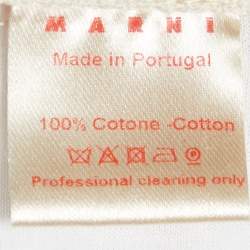 MARNI
Made in Portugal
100% Cotone -Cotton
Professional cleaning only